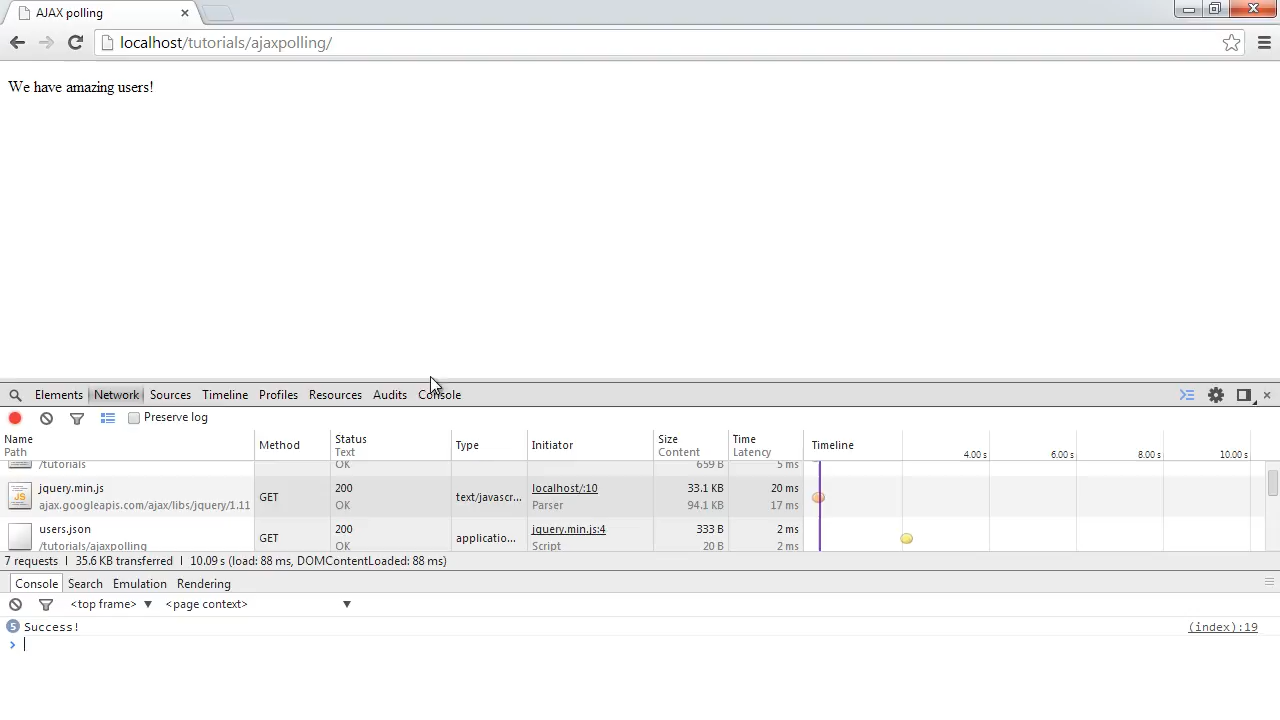 AJAX polling
localhost/tutorials/ajaxpolling/
We have amazing users!
Elements Network Sources Timeline Profiles Resources Audits Console
Preserve log
Name Path Method Status Text Type Initiator Size Content Time Latency Timeline 4.00 s 6.00 s 8.00 s 10.00 s
/tutorials OK 659 B 5 ms
jquery.min.js 200 localhost/:10 33.1 KB 20 ms
JS ajax.googleapis.com/ajax/libs/jquery/1.11 GET OK text/javascr... Parser 94.1 KB 17 ms
users.json 200 jquery.min.js:4 333 B 2 ms
/tutorials/ajaxpolling GET OK applicatio... Script 20 B 2 ms
7 requests | 35.6 KB transferred | 10.09 s (load: 88 ms, DOMContentLoaded: 88 ms)
Console Search Emulation Rendering
<top frame> ▼ <page context> ▼
5 Success! (index):19
>